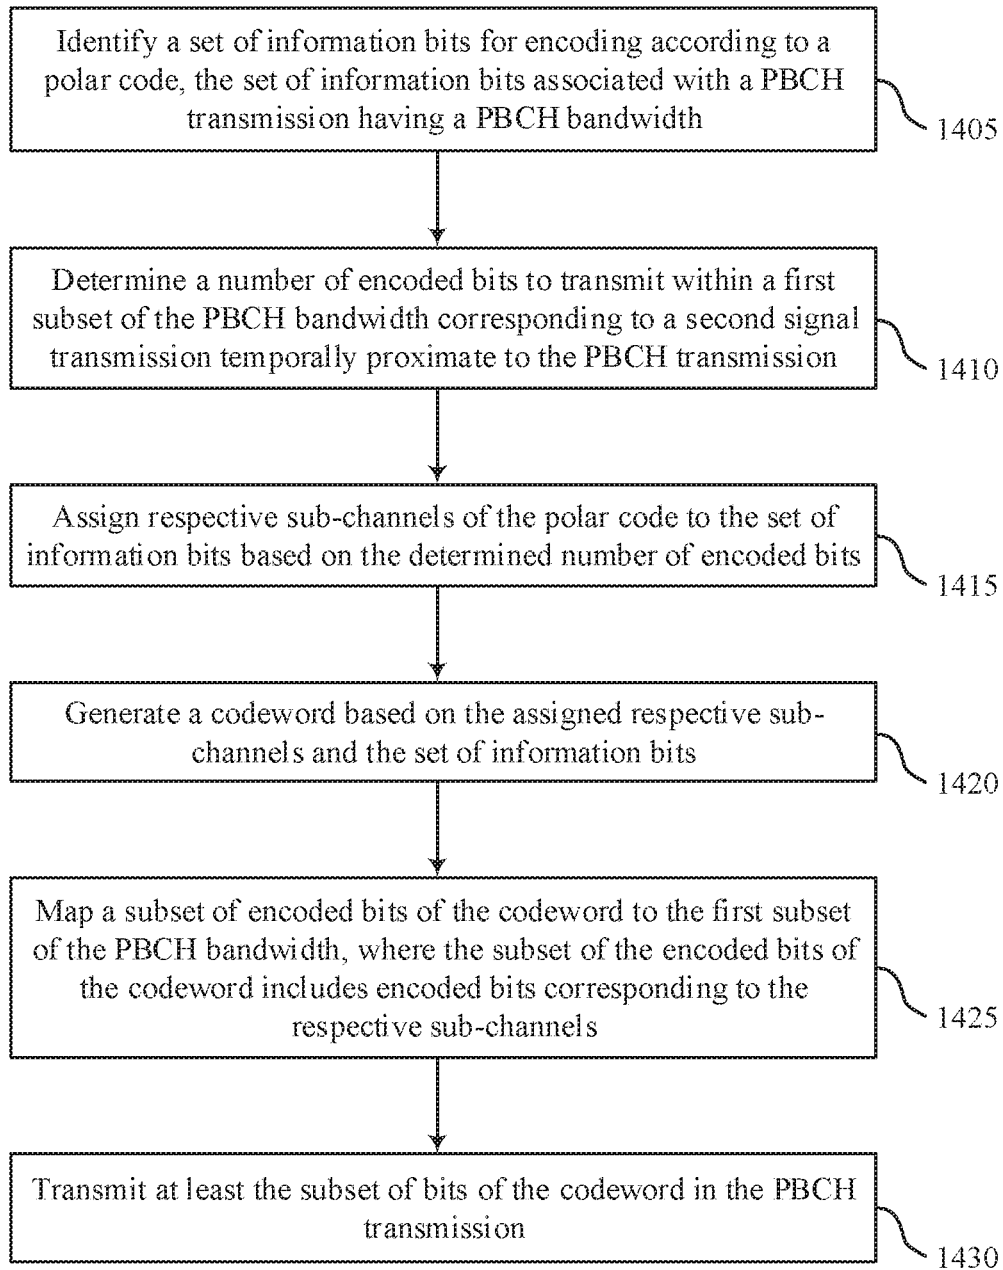 Identify a set of information bits for encoding according to a
polar code, the set of information bits associated with a PBCH
transmission having a PBCH bandwidth
1405
Determine a number of encoded bits to transmit within a first
subset of the PBCH bandwidth corresponding to a second signal
transmission temporally proximate to the PBCH transmission
1410
Assign respective sub-channels of the polar code to the set of
information bits based on the determined number of encoded bits
1415
Generate a codeword based on the assigned respective sub-
channels and the set of information bits
1420
Map a subset of encoded bits of the codeword to the first subset
of the PBCH bandwidth, where the subset of the encoded bits of
the codeword includes encoded bits corresponding to the
respective sub-channels
1425
Transmit at least the subset of bits of the codeword in the PBCH
transmission
1430